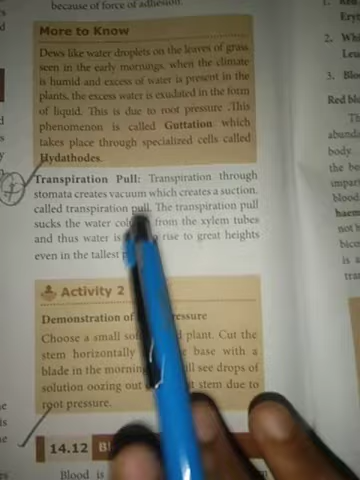 because of force of adhesion.
More to Know
Dews like water droplets on the leaves of grass
seen in the early mornings, when the climate
is humid and excess of water is present in the
plants, the excess water is exudated in the form
of liquid. This is due to root pressure .This
phenomenon is called Guttation which
takes place through specialized cells called
Hydathodes.
Transpiration Pull: Transpiration through
stomata creates vacuum which creates a suction,
called transpiration pull. The transpiration pull
sucks the water from the xylem tubes
and thus water is rise to great heights
even in the tallest
Activity 2
Demonstration of
Choose a small plant. Cut the
stem horizontally base with a
blade in the morning see drops of
solution oozing stem due to
root pressure.
14.12
Blood is
1.
2.
3.
Red